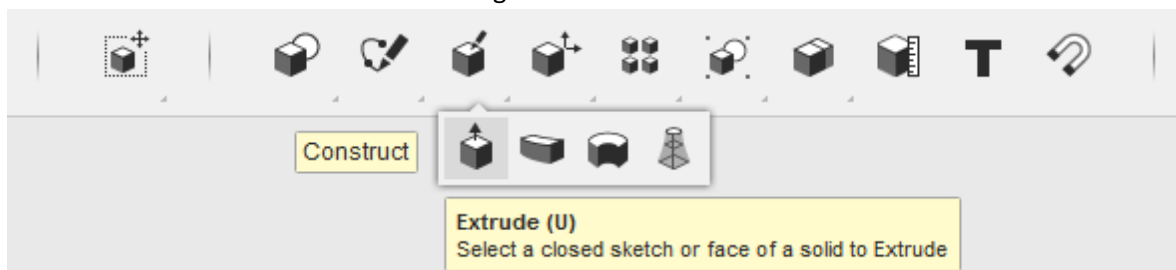 T
Construct
Extrude (U)
Select a closed sketch or face of a solid to Extrude